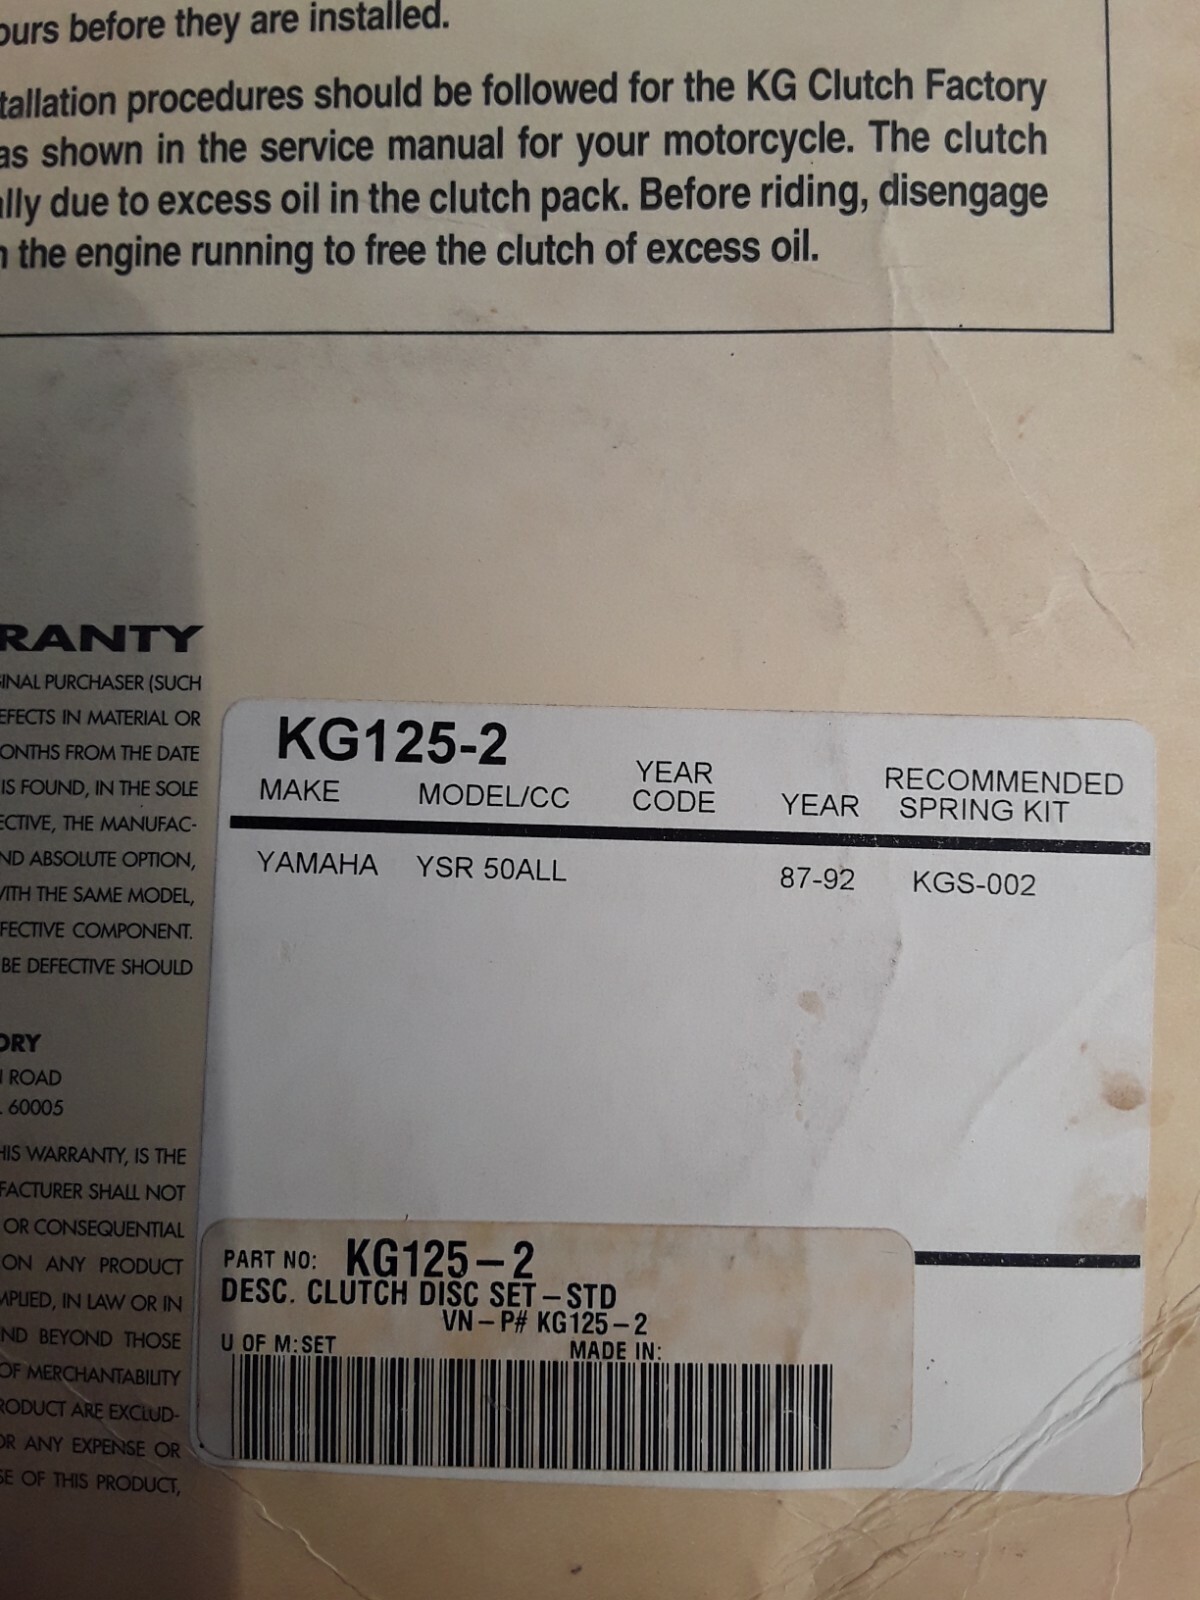 ours before they are installed.
tallation procedures should be followed for the KG Clutch Factory
as shown in the service manual for your motorcycle. The clutch
ally due to excess oil in the clutch pack. Before riding, disengage
the engine running to free the clutch of excess oil.
RANTY
INAL PURCHASER (SUCH
EFECTS IN MATERIAL OR
ONTHS FROM THE DATE
IS FOUND, IN THE SOLE
ECTIVE, THE MANUFAC-
ND ABSOLUTE OPTION,
WITH THE SAME MODEL,
FECTIVE COMPONENT.
BE DEFECTIVE SHOULD
ORY
ROAD
60005
HIS WARRANTY, IS THE
FACTURER SHALL NOT
OR CONSEQUENTIAL
ON ANY PRODUCT
MPLIED, IN LAW OR IN
ND BEYOND THOSE
OF MERCHANTABILITY
RODUCT ARE EXCLUD-
OR ANY EXPENSE OR
SE OF THIS PRODUCT,
KG125-2
MAKE MODEL/CC YEAR CODE YEAR RECOMMENDED SPRING KIT
YAMAHA YSR 50ALL 87-92 KGS-002
PART NO: KG125-2
DESC. CLUTCH DISC SET-STD
VN-P# KG125-2
U OF M:SET MADE IN: